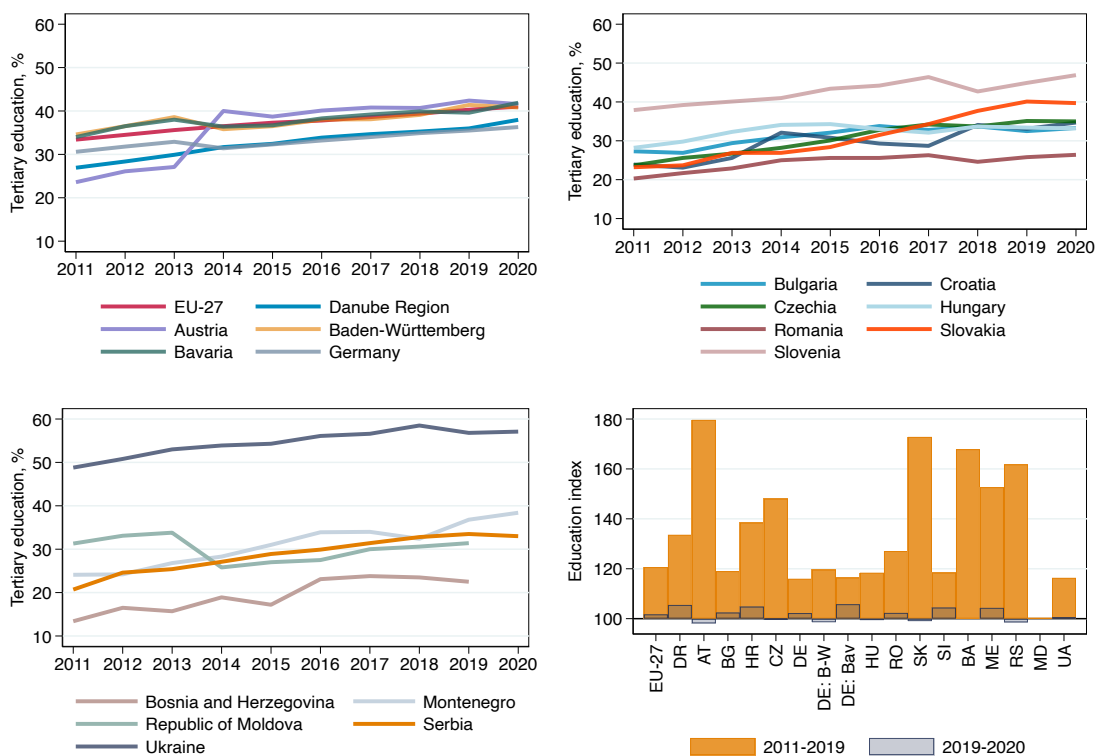 Tertiary education, %
60
50
40
30
20
10
2011 2012 2013 2014 2015 2016 2017 2018 2019 2020
EU-27 Danube Region
Austria Baden-Württemberg
Bavaria Germany
Tertiary education, %
60
50
40
30
20
10
2011 2012 2013 2014 2015 2016 2017 2018 2019 2020
Bulgaria Croatia
Czechia Hungary
Romania Slovakia
Slovenia
Tertiary education, %
60
50
40
30
20
10
2011 2012 2013 2014 2015 2016 2017 2018 2019 2020
Bosnia and Herzegovina Montenegro
Republic of Moldova Serbia
Ukraine
Education index
180
160
140
120
100
EU-27 DR AT BG HR CZ DE DE: B-W DE: Bav HU RO SK SI BA ME RS MD UA
2011-2019 2019-2020